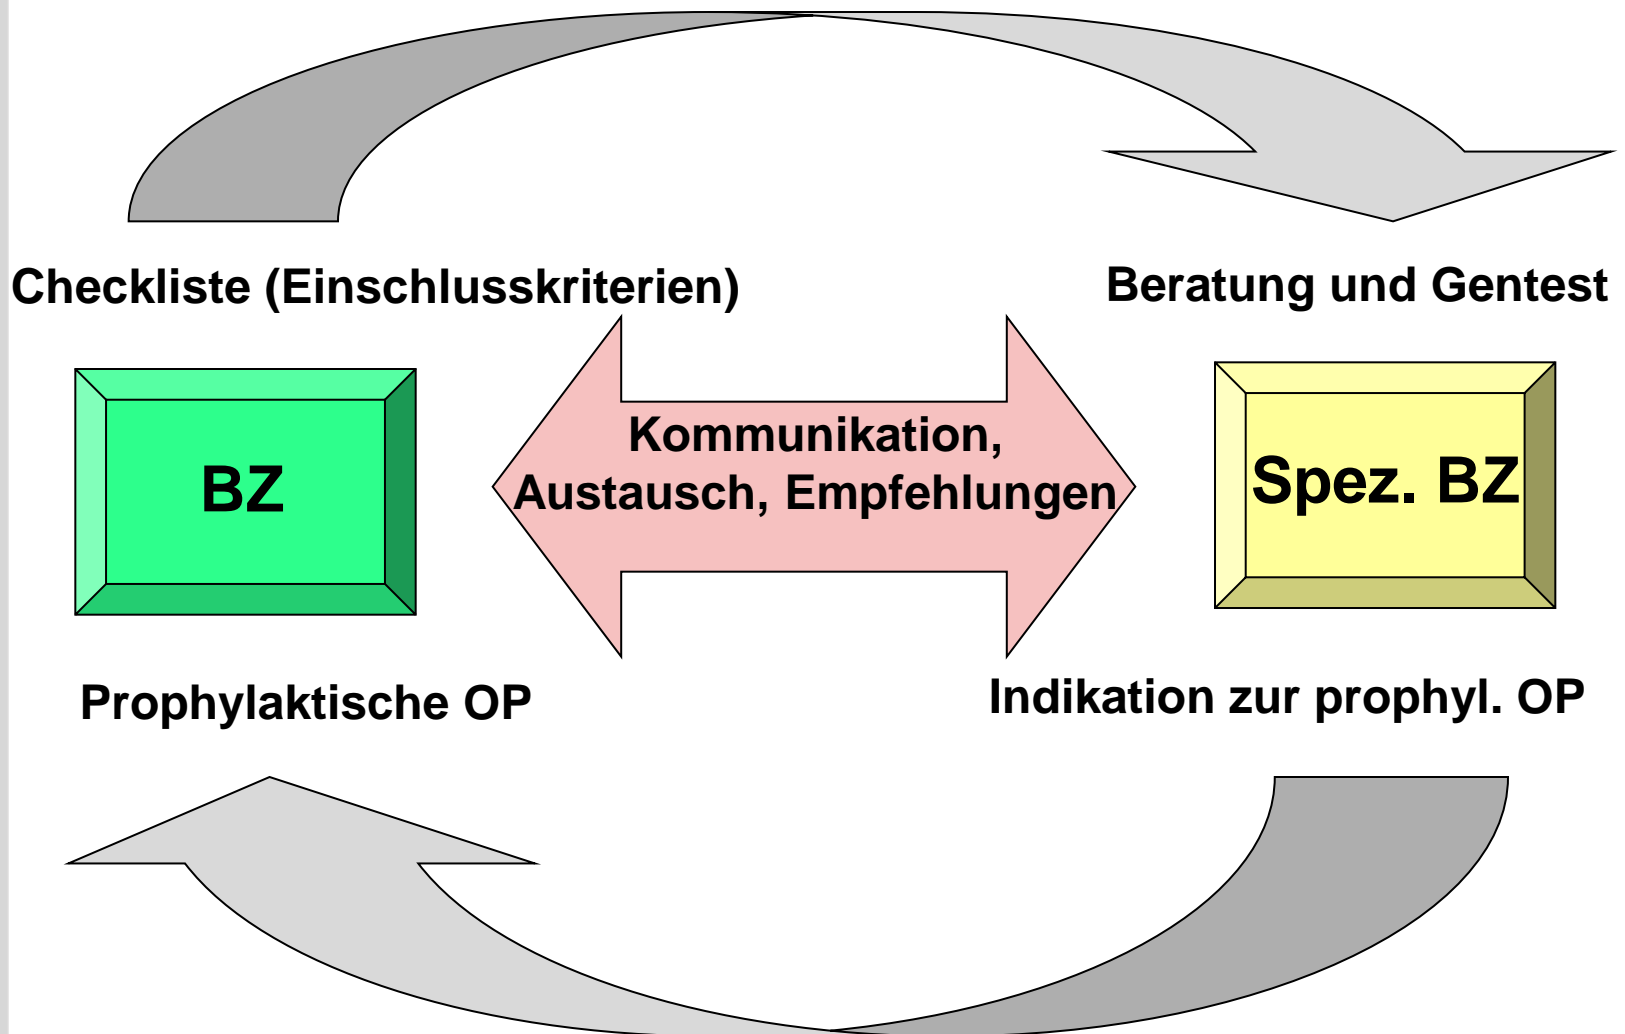 Checkliste (Einschlusskriterien)
Beratung und Gentest
BZ
Kommunikation,
Austausch, Empfehlungen
Spez. BZ
Prophylaktische OP
Indikation zur prophyl. OP